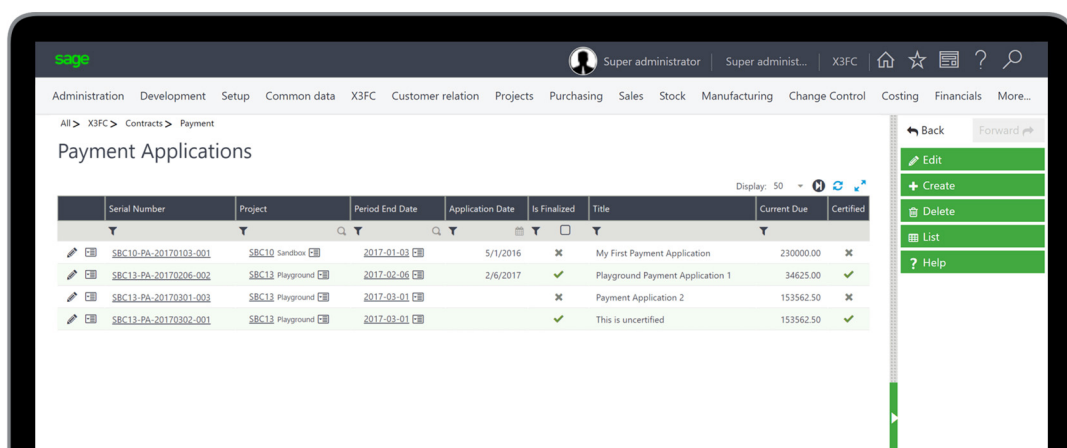 sage
Super administrator Super administ... X3FC ?
Administration Development Setup Common data X3FC Customer relation Projects Purchasing Sales Stock Manufacturing Change Control Costing Financials More...
All > X3FC > Contracts > Payment
Back Forward
Payment Applications
Edit
Display: 50
Create
Serial Number Project Period End Date Application Date Is Finalized Title Current Due Certified
Delete
List
SBC10-PA-20170103-001 SBC10 Sandbox 2017-01-03 5/1/2016 My First Payment Application 230000.00
? Help
SBC13-PA-20170206-002 SBC13 Playground 2017-02-06 2/6/2017 Playground Payment Application 1 34625.00
SBC13-PA-20170301-003 SBC13 Playground 2017-03-01 Payment Application 2 153562.50
SBC13-PA-20170302-001 SBC13 Playground 2017-03-01 This is uncertified 153562.50